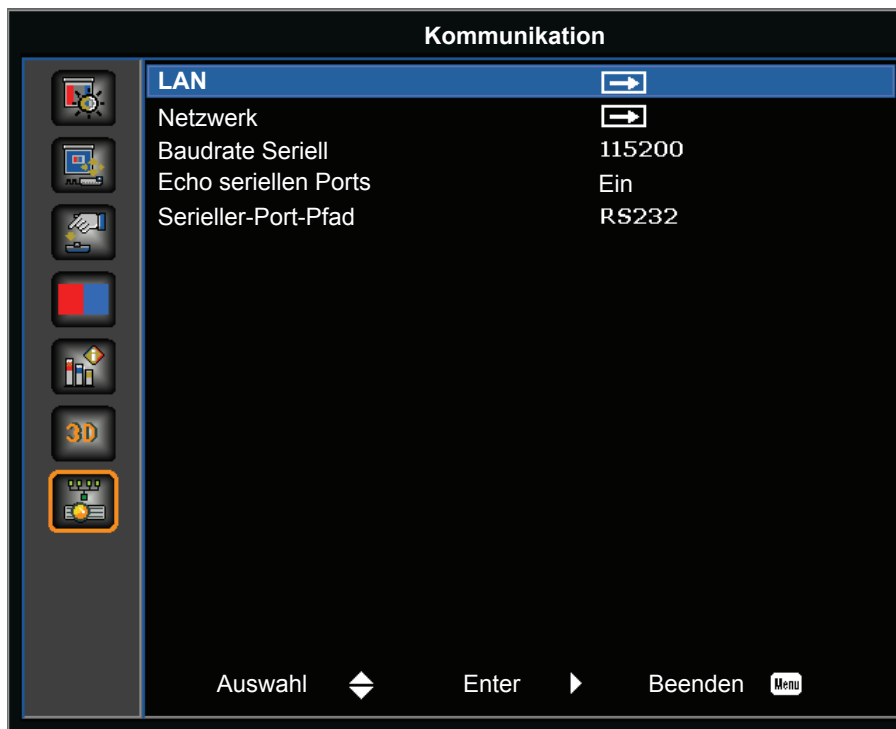 Kommunikation
LAN
Netzwerk
Baudrate Seriell 115200
Echo seriellen Ports Ein
Serieller-Port-Pfad RS232
3D
Auswahl Enter Beenden Menu